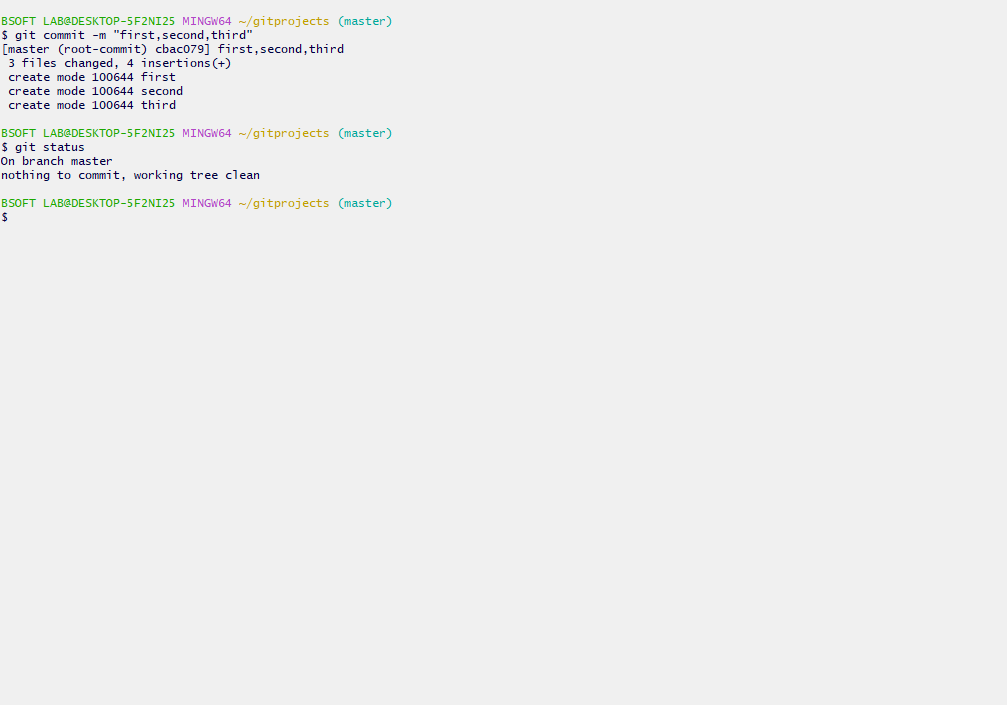 BSOFT LAB@DESKTOP-5F2NI25 MINGW64 ~/gitprojects (master)
$ git commit -m "first,second,third"
[master (root-commit) cbac079] first,second,third
 3 files changed, 4 insertions(+)
 create mode 100644 first
 create mode 100644 second
 create mode 100644 third

BSOFT LAB@DESKTOP-5F2NI25 MINGW64 ~/gitprojects (master)
$ git status
On branch master
nothing to commit, working tree clean

BSOFT LAB@DESKTOP-5F2NI25 MINGW64 ~/gitprojects (master)
$